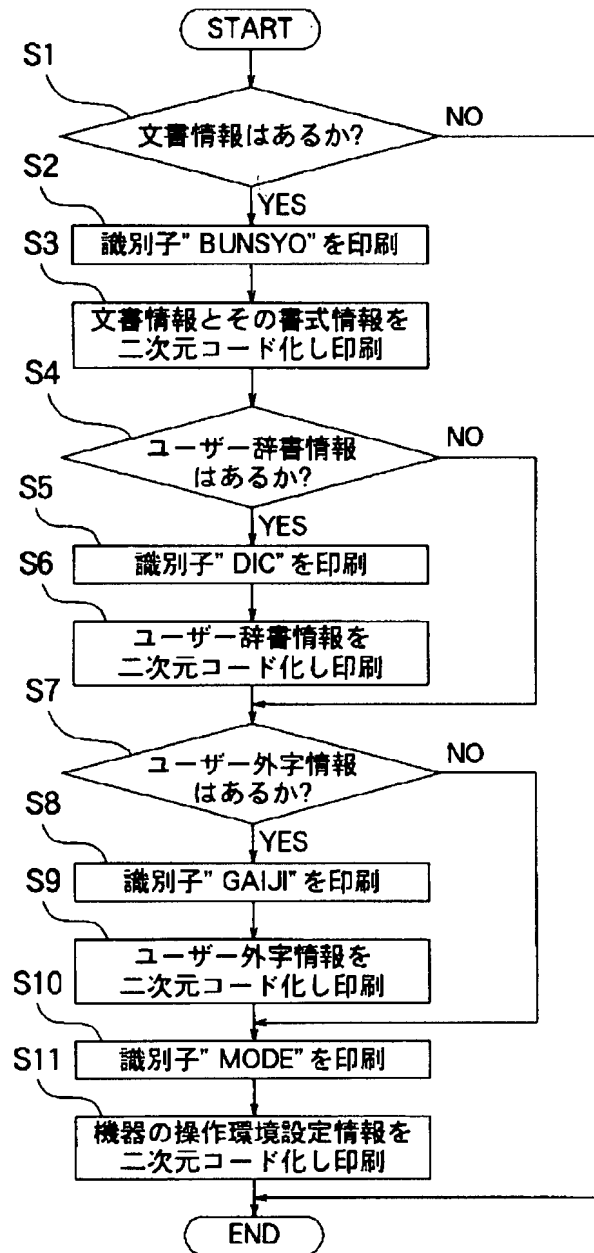 START
S1
文書情報はあるか?
NO
YES
S2
識別子"BUNSYO"を印刷
S3
文書情報とその書式情報を
二次元コード化し印刷
S4
ユーザー辞書情報
はあるか?
NO
YES
S5
識別子"DIC"を印刷
S6
ユーザー辞書情報を
二次元コード化し印刷
S7
ユーザー外字情報
はあるか?
NO
YES
S8
識別子"GAIJI"を印刷
S9
ユーザー外字情報を
二次元コード化し印刷
S10
識別子"MODE"を印刷
S11
機器の操作環境設定情報を
二次元コード化し印刷
END